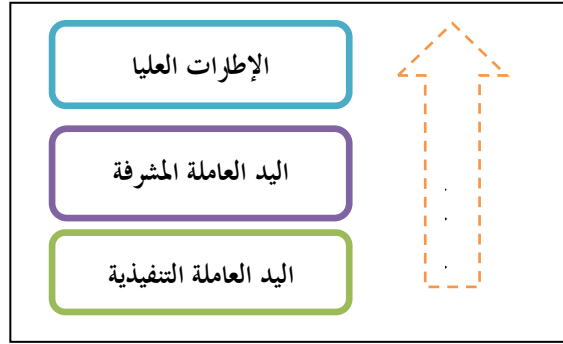 الإطارات العليا
اليد العاملة المشرفة
اليد العاملة التنفيذية